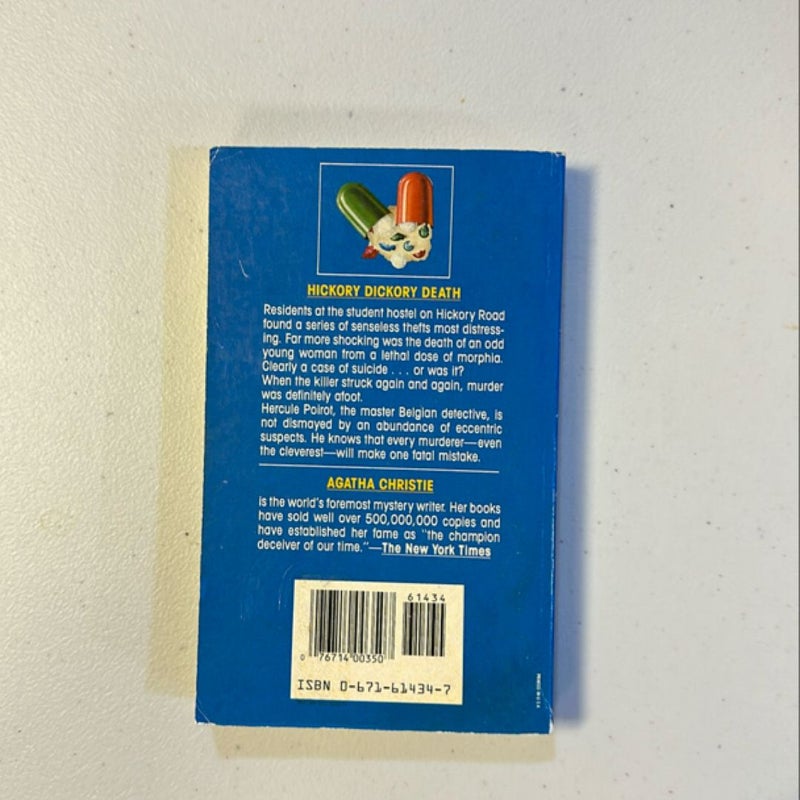 HICKORY DICKORY DEATH
Residents at the student hostel on Hickory Road
found a series of senseless thefts most distress-
ing. Far more shocking was the death of an odd
young woman from a lethal dose of morphia.
Clearly a case of suicide . . . or was it?
When the killer struck again and again, murder
was definitely afoot.
Hercule Poirot, the master Belgian detective, is
not dismayed by an abundance of eccentric
suspects. He knows that every murderer—even
the cleverest—will make one fatal mistake.
AGATHA CHRISTIE
is the world's foremost mystery writer. Her books
have sold well over 500,000,000 copies and
have established her fame as "the champion
deceiver of our time."—The New York Times
61434
0 76714 00350
ISBN 0-671-61434-7